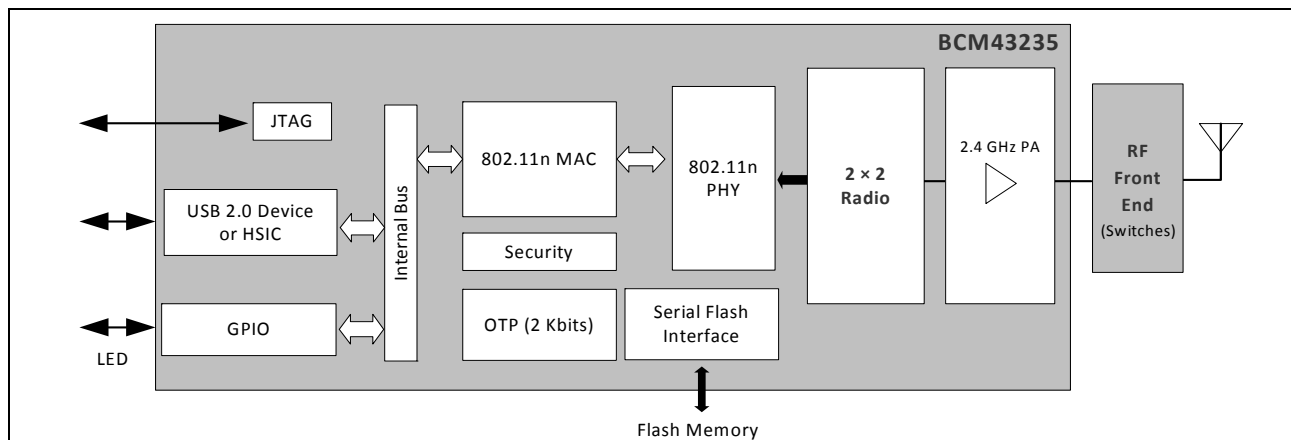 BCM43235
JTAG
USB 2.0 Device
or HSIC
GPIO
LED
Internal Bus
802.11n MAC
Security
OTP (2 Kbits)
802.11n
PHY
Serial Flash
Interface
Flash Memory
2 × 2
Radio
2.4 GHz PA
RF
Front
End
(Switches)